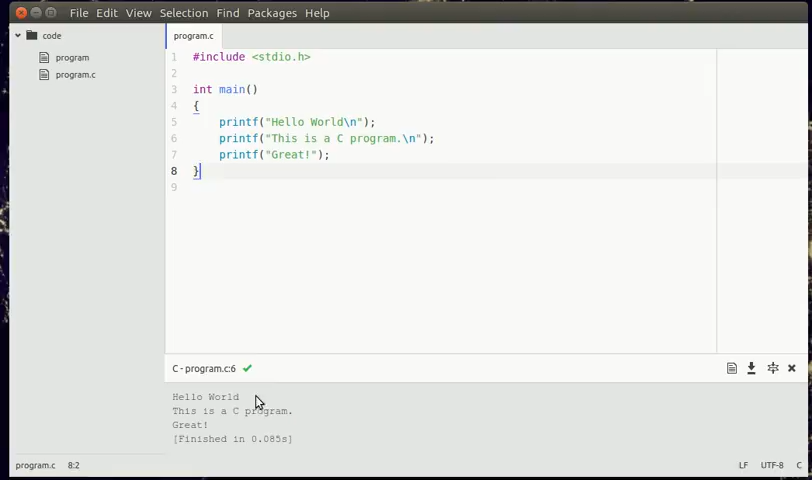 File Edit View Selection Find Packages Help
code
program
program.c
program.c
1 #include <stdio.h>
2
3 int main()
4 {
5 printf("Hello World\n");
6 printf("This is a C program.\n");
7 printf("Great!");
8 }
9
C - program.c:6
Hello World
This is a C program.
Great!
[Finished in 0.085s]
program.c 8:2 LF UTF-8 C